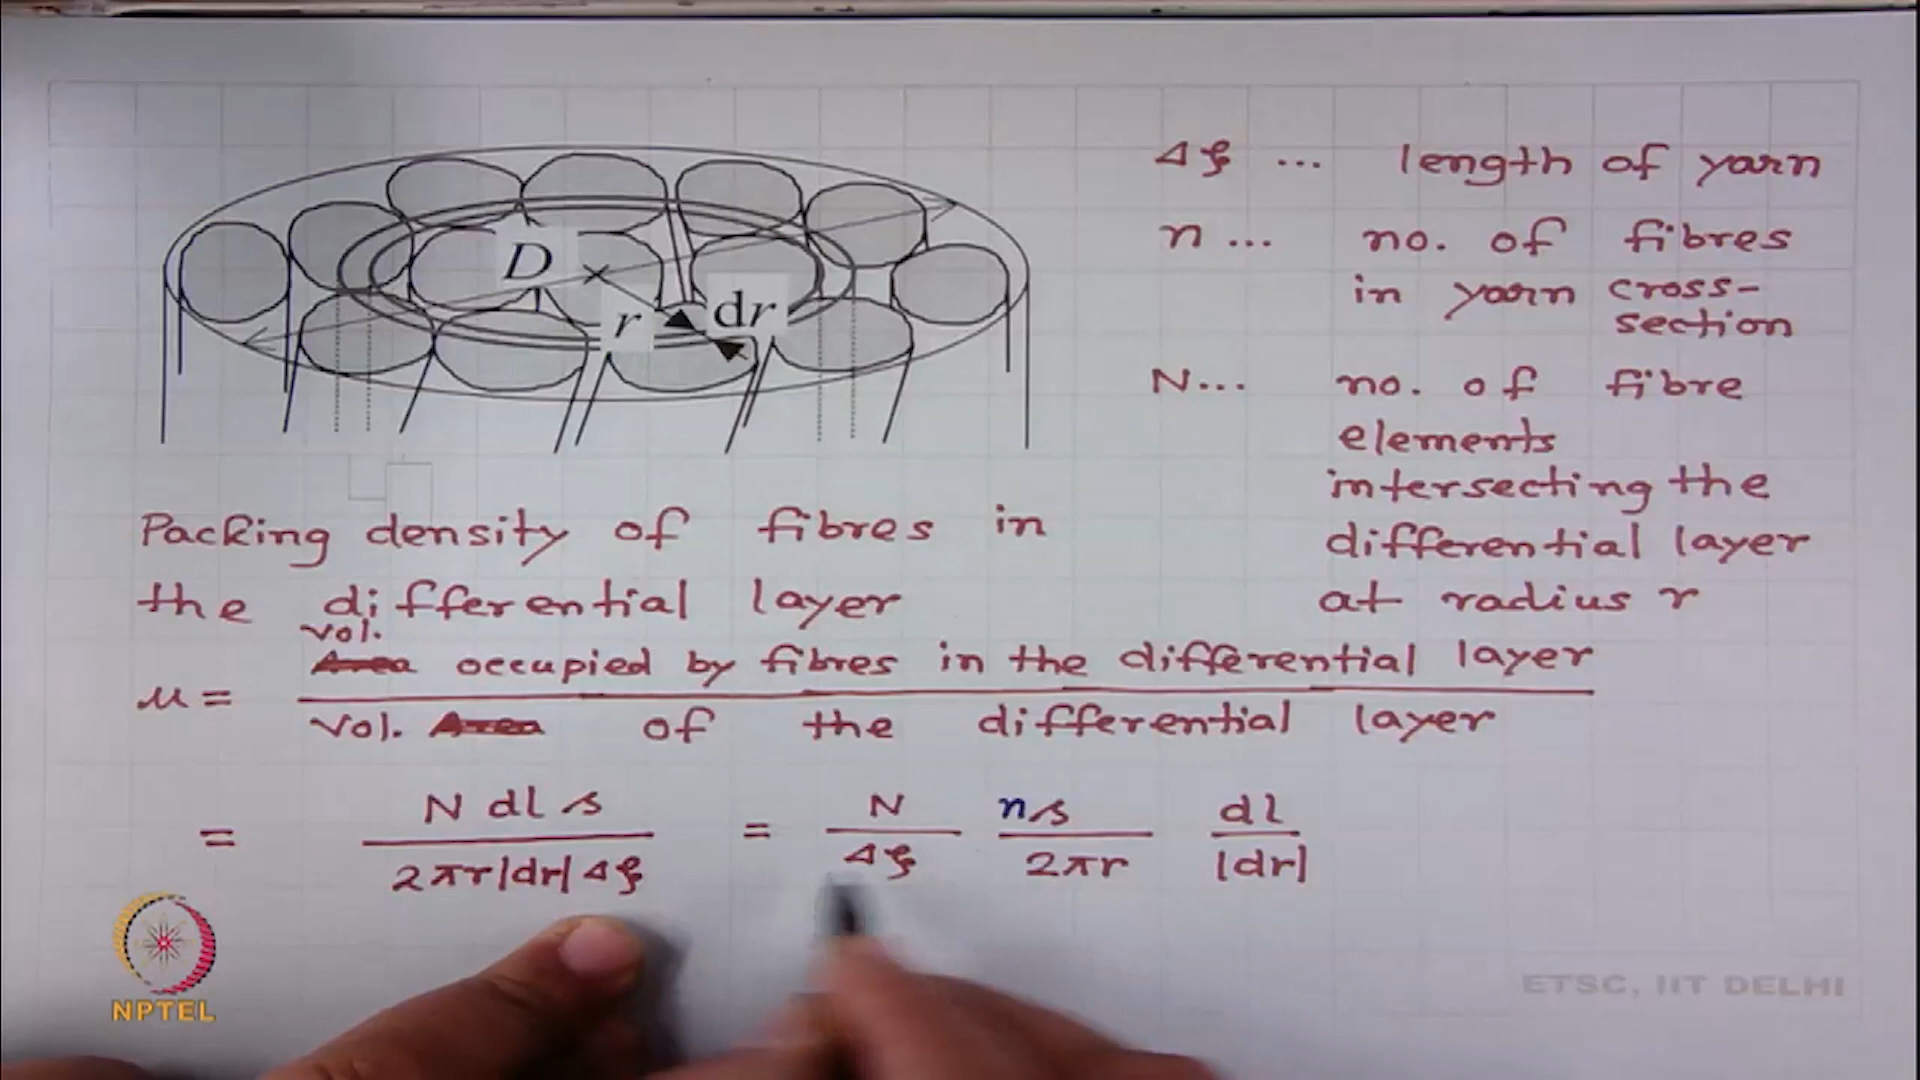 D
r
dr
Δξ ... length of yarn
n ... no. of fibres
in yarn cross-
section
N... no. of fibre
elements
intersecting the
differential layer
at radius r
Packing density of fibres in
the differential layer
vol.
Area occupied by fibres in the differential layer
μ =
Vol. Area of the differential layer
= N dl s / 2πr|dr| Δξ = N / Δξ ns / 2πr dl / |dr|
NPTEL
ETSC, IIT DELHI